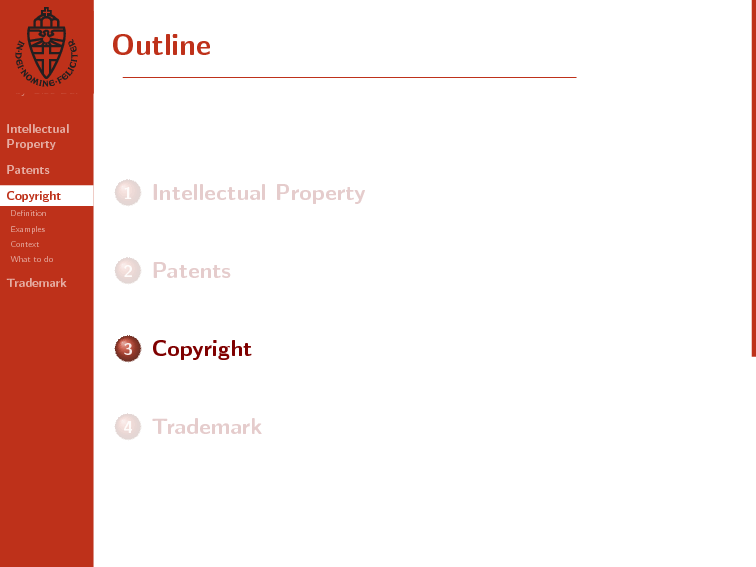 IN·DEI·NOMINE·FELICITER
Outline
Intellectual
Property
Patents
Copyright
Definition
Examples
Context
What to do
Trademark
1 Intellectual Property
2 Patents
3 Copyright
4 Trademark